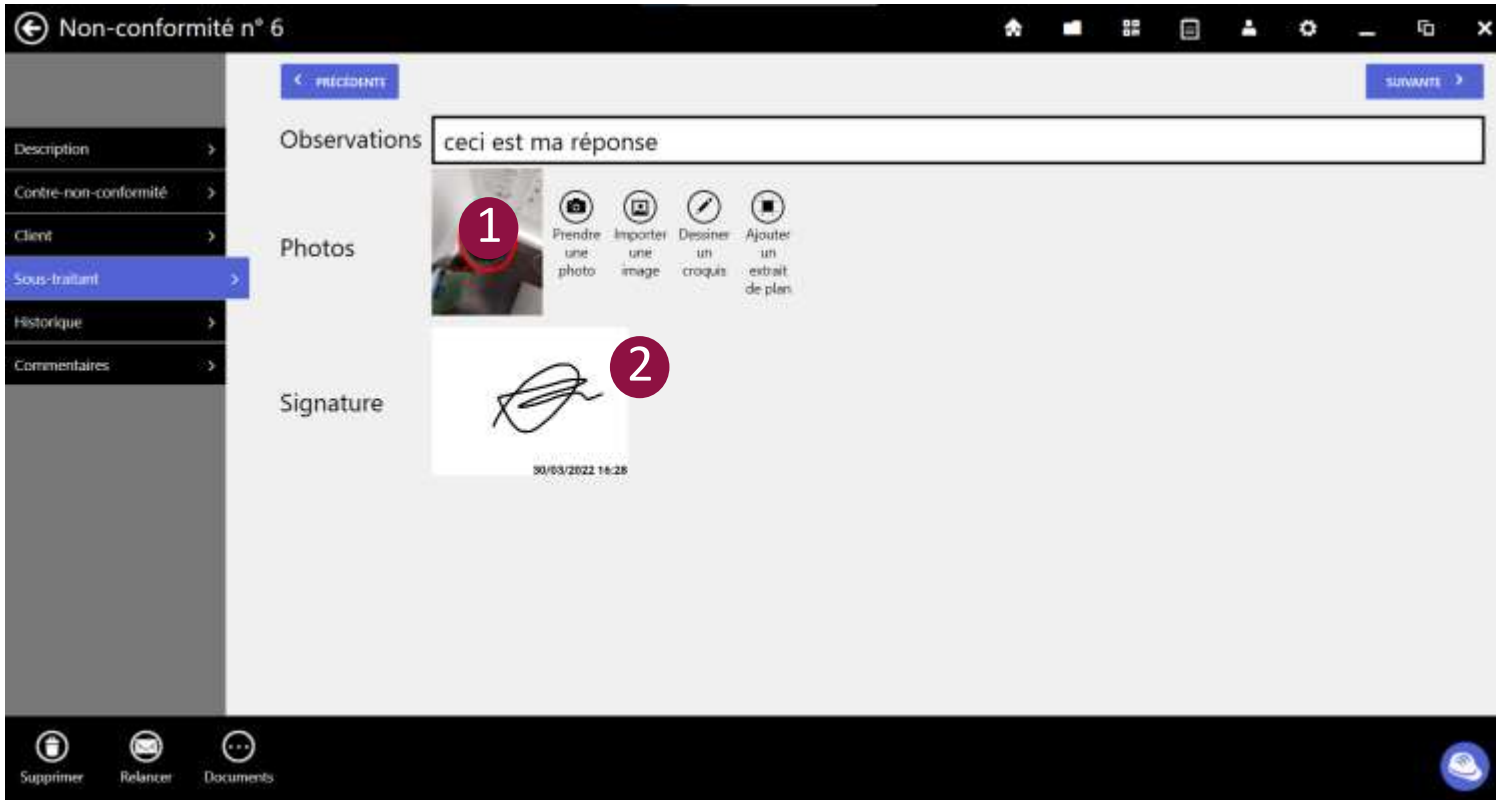 Non-conformité n° 6
PRÉCÉDENTE
SUIVANTE
Description
Contre-non-conformité
Client
Sous-traitant
Historique
Commentaires
Observations
ceci est ma réponse
Photos
1
Prendre
une
photo
Importer
une
image
Dessiner
un
croquis
Ajouter
un
extrait
de plan
Signature
2
30/03/2022 16:28
Supprimer
Relancer
Documents